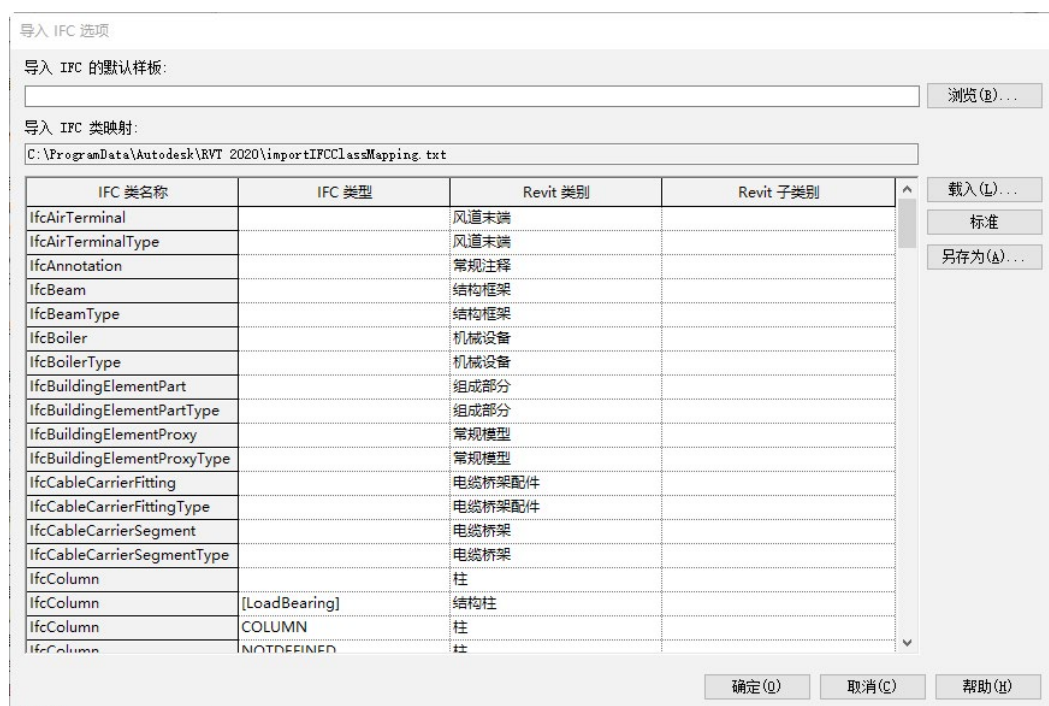 导入 IFC 选项
导入 IFC 的默认样板:
浏览(B)...
导入 IFC 类映射:
C:\ProgramData\Autodesk\RVT 2020\importIFCClassMapping.txt
IFC 类名称 IFC 类型 Revit 类别 Revit 子类别 载入(L)...
IfcAirTerminal 风道末端 标准
IfcAirTerminalType 风道末端 另存为(A)...
IfcAnnotation 常规注释
IfcBeam 结构框架
IfcBeamType 结构框架
IfcBoiler 机械设备
IfcBoilerType 机械设备
IfcBuildingElementPart 组成部分
IfcBuildingElementPartType 组成部分
IfcBuildingElementProxy 常规模型
IfcBuildingElementProxyType 常规模型
IfcCableCarrierFitting 电缆桥架配件
IfcCableCarrierFittingType 电缆桥架配件
IfcCableCarrierSegment 电缆桥架
IfcCableCarrierSegmentType 电缆桥架
IfcColumn 柱
IfcColumn [LoadBearing] 结构柱
IfcColumn COLUMN 柱
IfcColumn NOTDEFINED 柱
确定(O) 取消(C) 帮助(H)